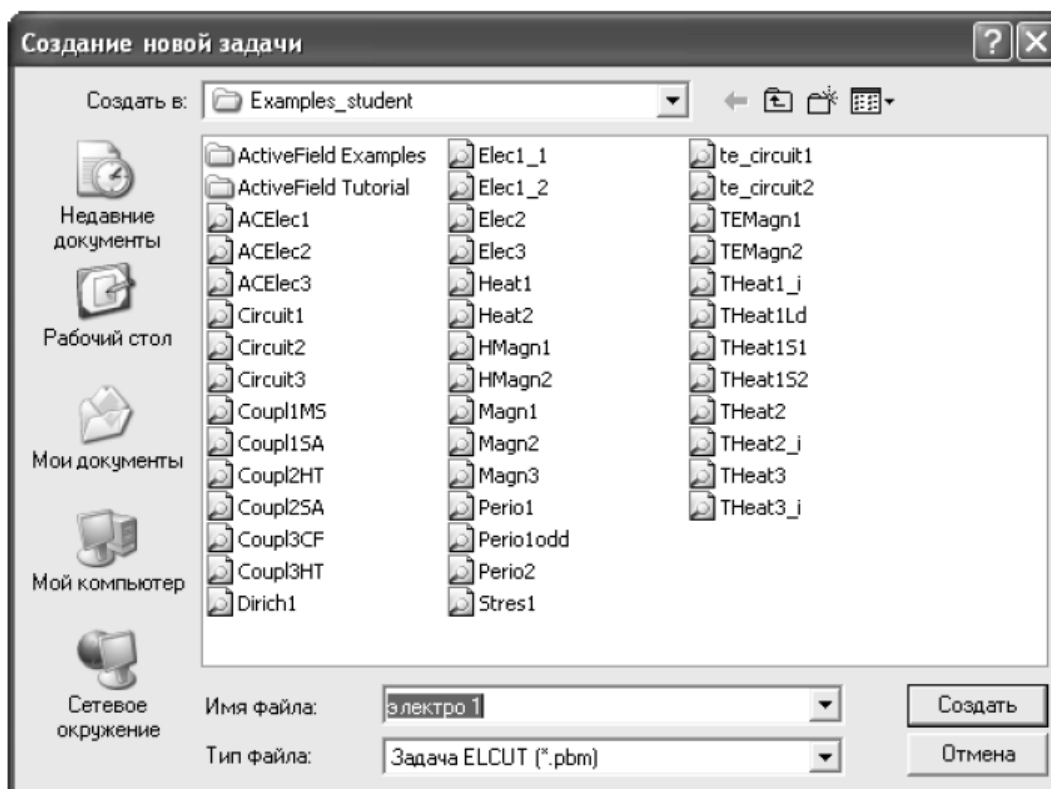 Создание новой задачи
Создать в:
Examples_student
Недавние
документы
Рабочий стол
Мои документы
Мой компьютер
Сетевое
окружение
ActiveField Examples
ActiveField Tutorial
ACElec1
ACElec2
ACElec3
Circuit1
Circuit2
Circuit3
Coupl1MS
Coupl1SA
Coupl2HT
Coupl2SA
Coupl3CF
Coupl3HT
Dirich1
Elec1_1
Elec1_2
Elec2
Elec3
Heat1
Heat2
HMagn1
HMagn2
Magn1
Magn2
Magn3
Perio1
Perio1odd
Perio2
Stres1
te_circuit1
te_circuit2
TEMagn1
TEMagn2
THeat1_i
THeat1Ld
THeat1S1
THeat1S2
THeat2
THeat2_i
THeat3
THeat3_i
Имя файла:
электро 1
Создать
Тип файла:
Задача ELCUT (*.pbm)
Отмена